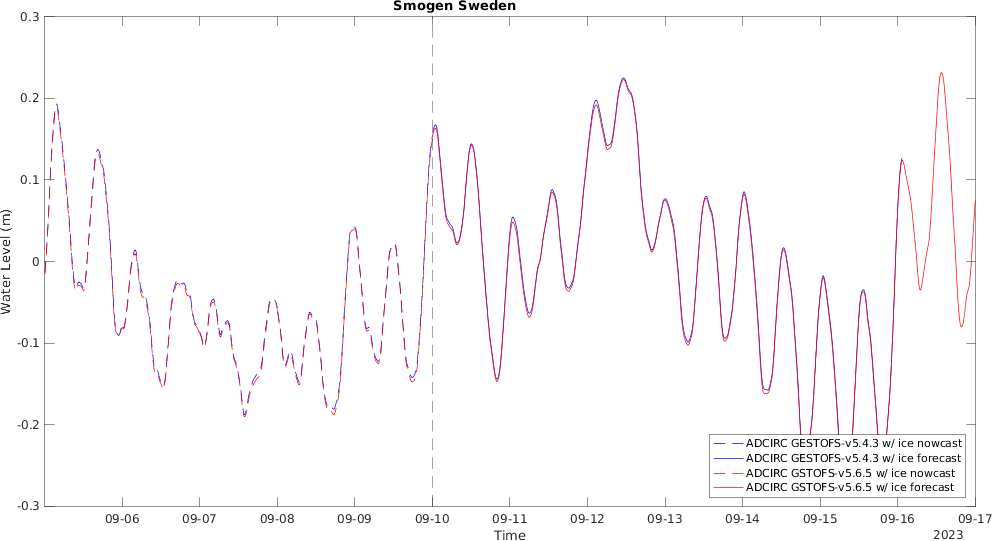 Smogen Sweden
0.3
0.2
0.1
0
-0.1
-0.2
-0.3
Water Level (m)
ADCIRC GESTOFS-v5.4.3 w/ ice nowcast
ADCIRC GESTOFS-v5.4.3 w/ ice forecast
ADCIRC GSTOFS-v5.6.5 w/ ice nowcast
ADCIRC GSTOFS-v5.6.5 w/ ice forecast
09-06 09-07 09-08 09-09 09-10 09-11 09-12 09-13 09-14 09-15 09-16 09-17
Time
2023